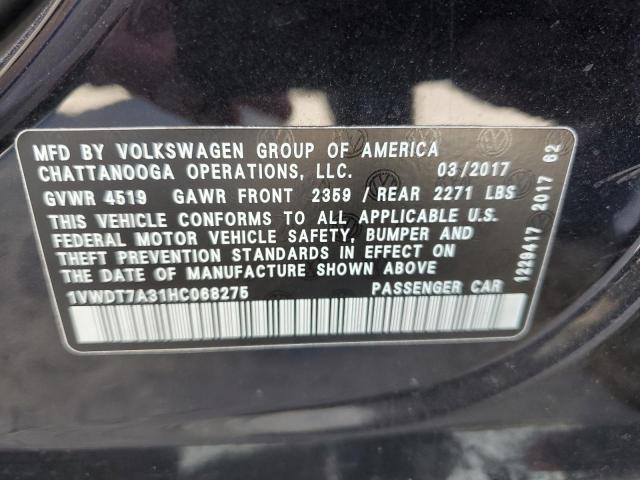 MFD BY VOLKSWAGEN GROUP OF AMERICA
CHATTANOOGA OPERATIONS, LLC. 03/2017
GVWR 4519 GAWR FRONT 2359 / REAR 2271 LBS
THIS VEHICLE CONFORMS TO ALL APPLICABLE U.S.
FEDERAL MOTOR VEHICLE SAFETY, BUMPER AND
THEFT PREVENTION STANDARDS IN EFFECT ON
THE DATE OF MANUFACTURE SHOWN ABOVE
1VWDT7A31HC068275 PASSENGER CAR
1229417 2017 62